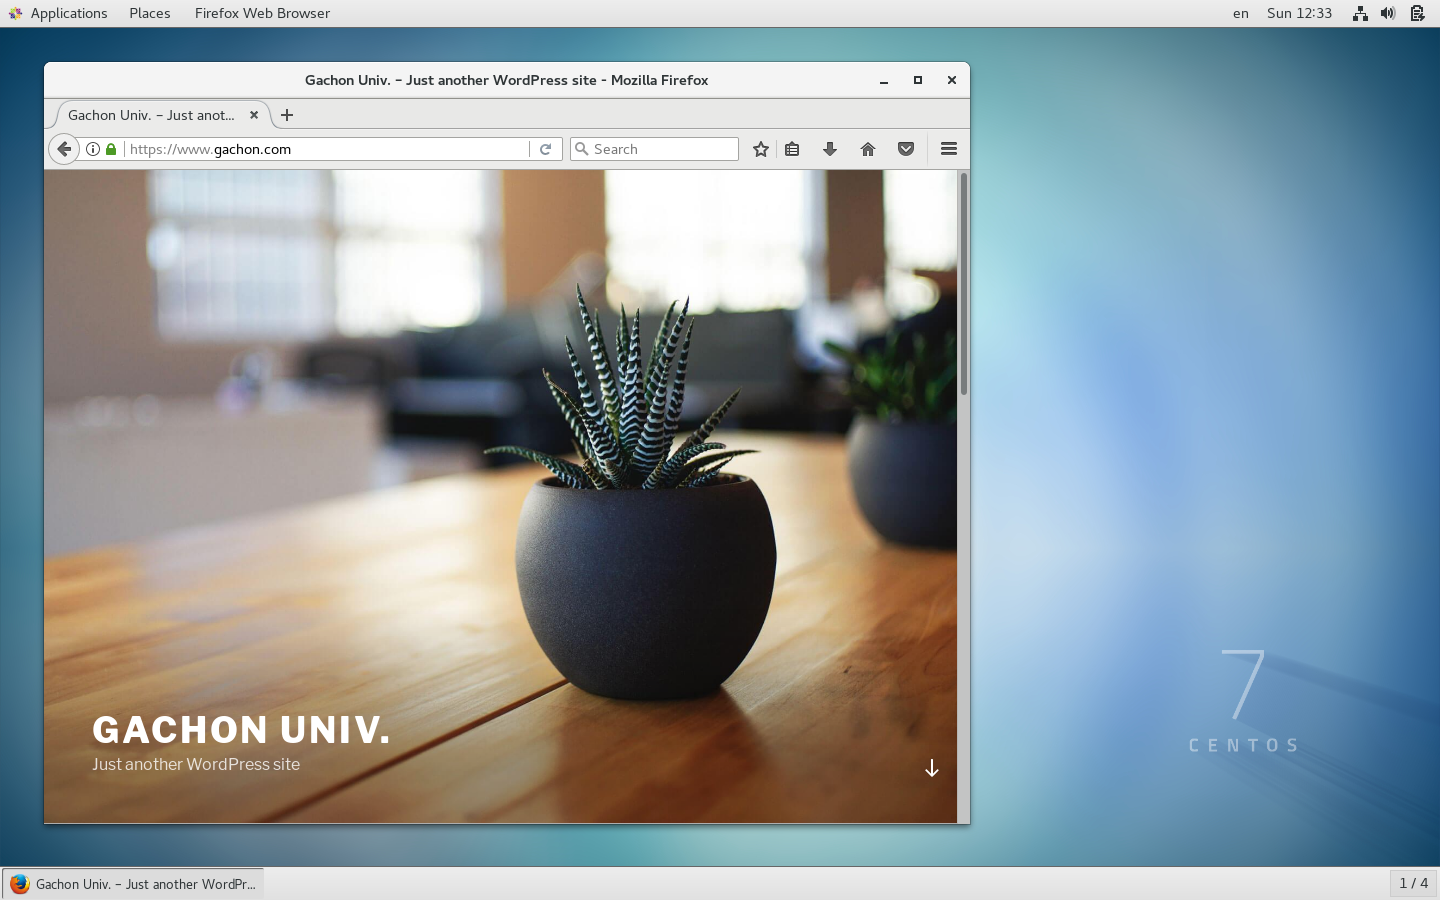 Applications Places Firefox Web Browser en Sun 12:33
Gachon Univ. – Just another WordPress site - Mozilla Firefox
Gachon Univ. – Just anot...
https://www.gachon.com Search
GACHON UNIV.
Just another WordPress site
7
CENTOS
Gachon Univ. – Just another WordPr... 1 / 4